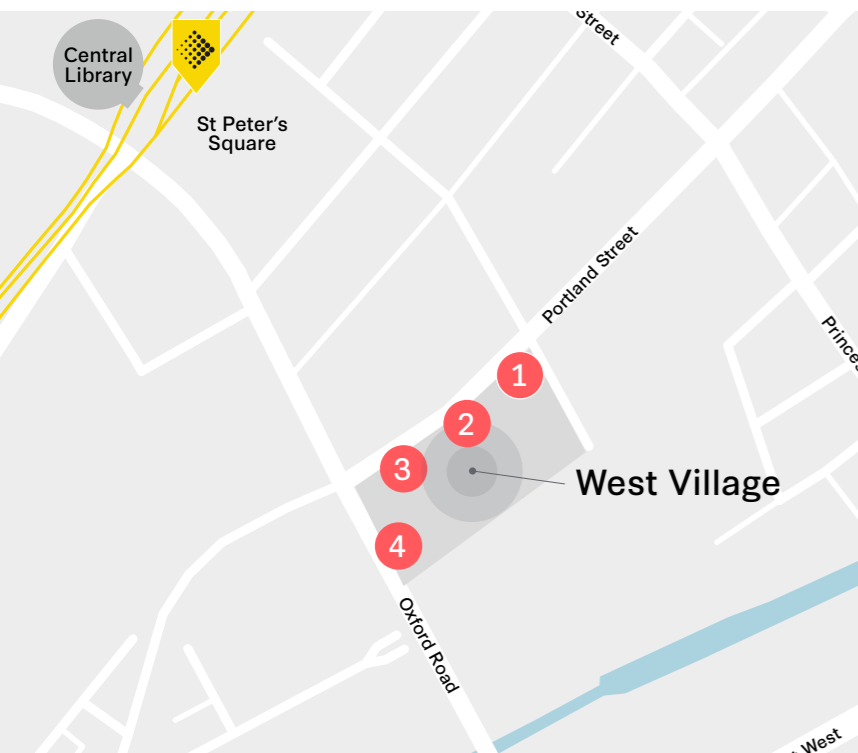 Street
Central
Library
St Peter's
Square
Portland Street
Princes
1
2
3
West Village
4
Oxford Road
West